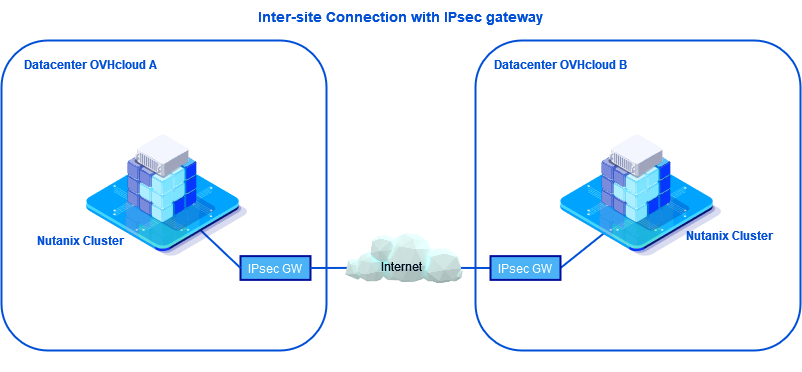 Inter-site Connection with IPsec gateway
Datacenter OVHcloud A
Datacenter OVHcloud B
Nutanix Cluster
Nutanix Cluster
IPsec GW
Internet
IPsec GW